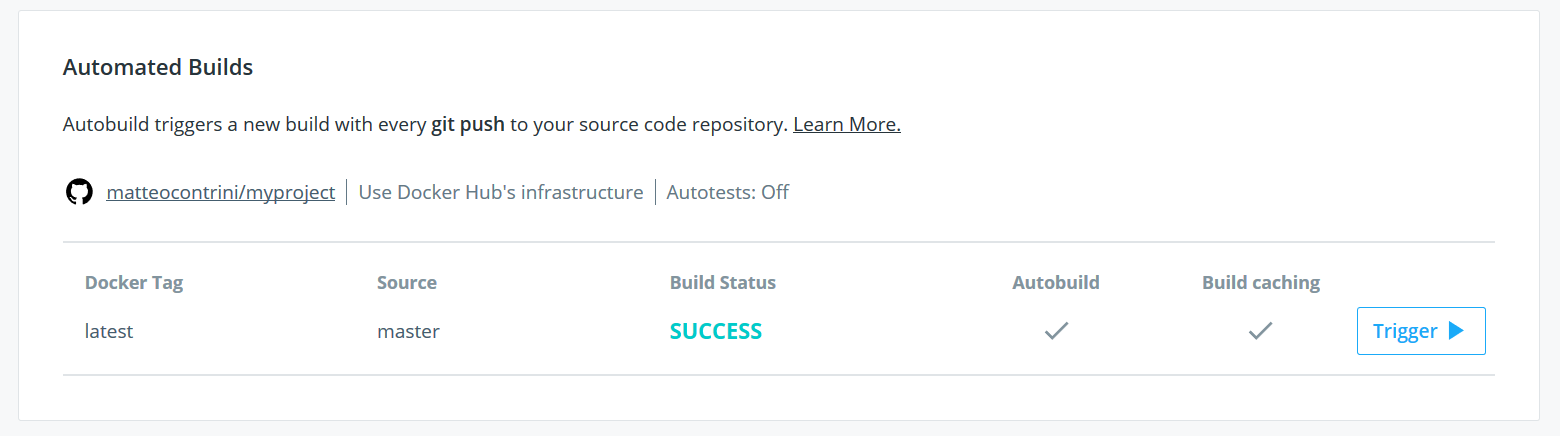 Automated Builds
Autobuild triggers a new build with every git push to your source code repository. Learn More.
matteocontrini/myproject | Use Docker Hub's infrastructure | Autotests: Off
Docker Tag Source Build Status Autobuild Build caching
latest master SUCCESS Trigger